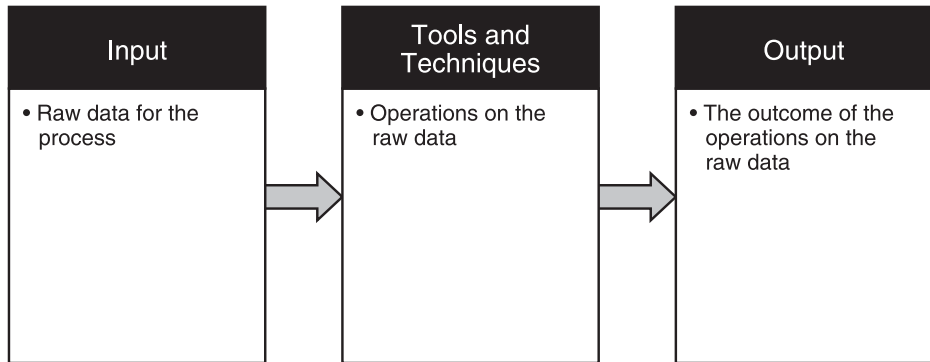 Input
• Raw data for the
process
Tools and
Techniques
• Operations on the
raw data
Output
• The outcome of the
operations on the
raw data